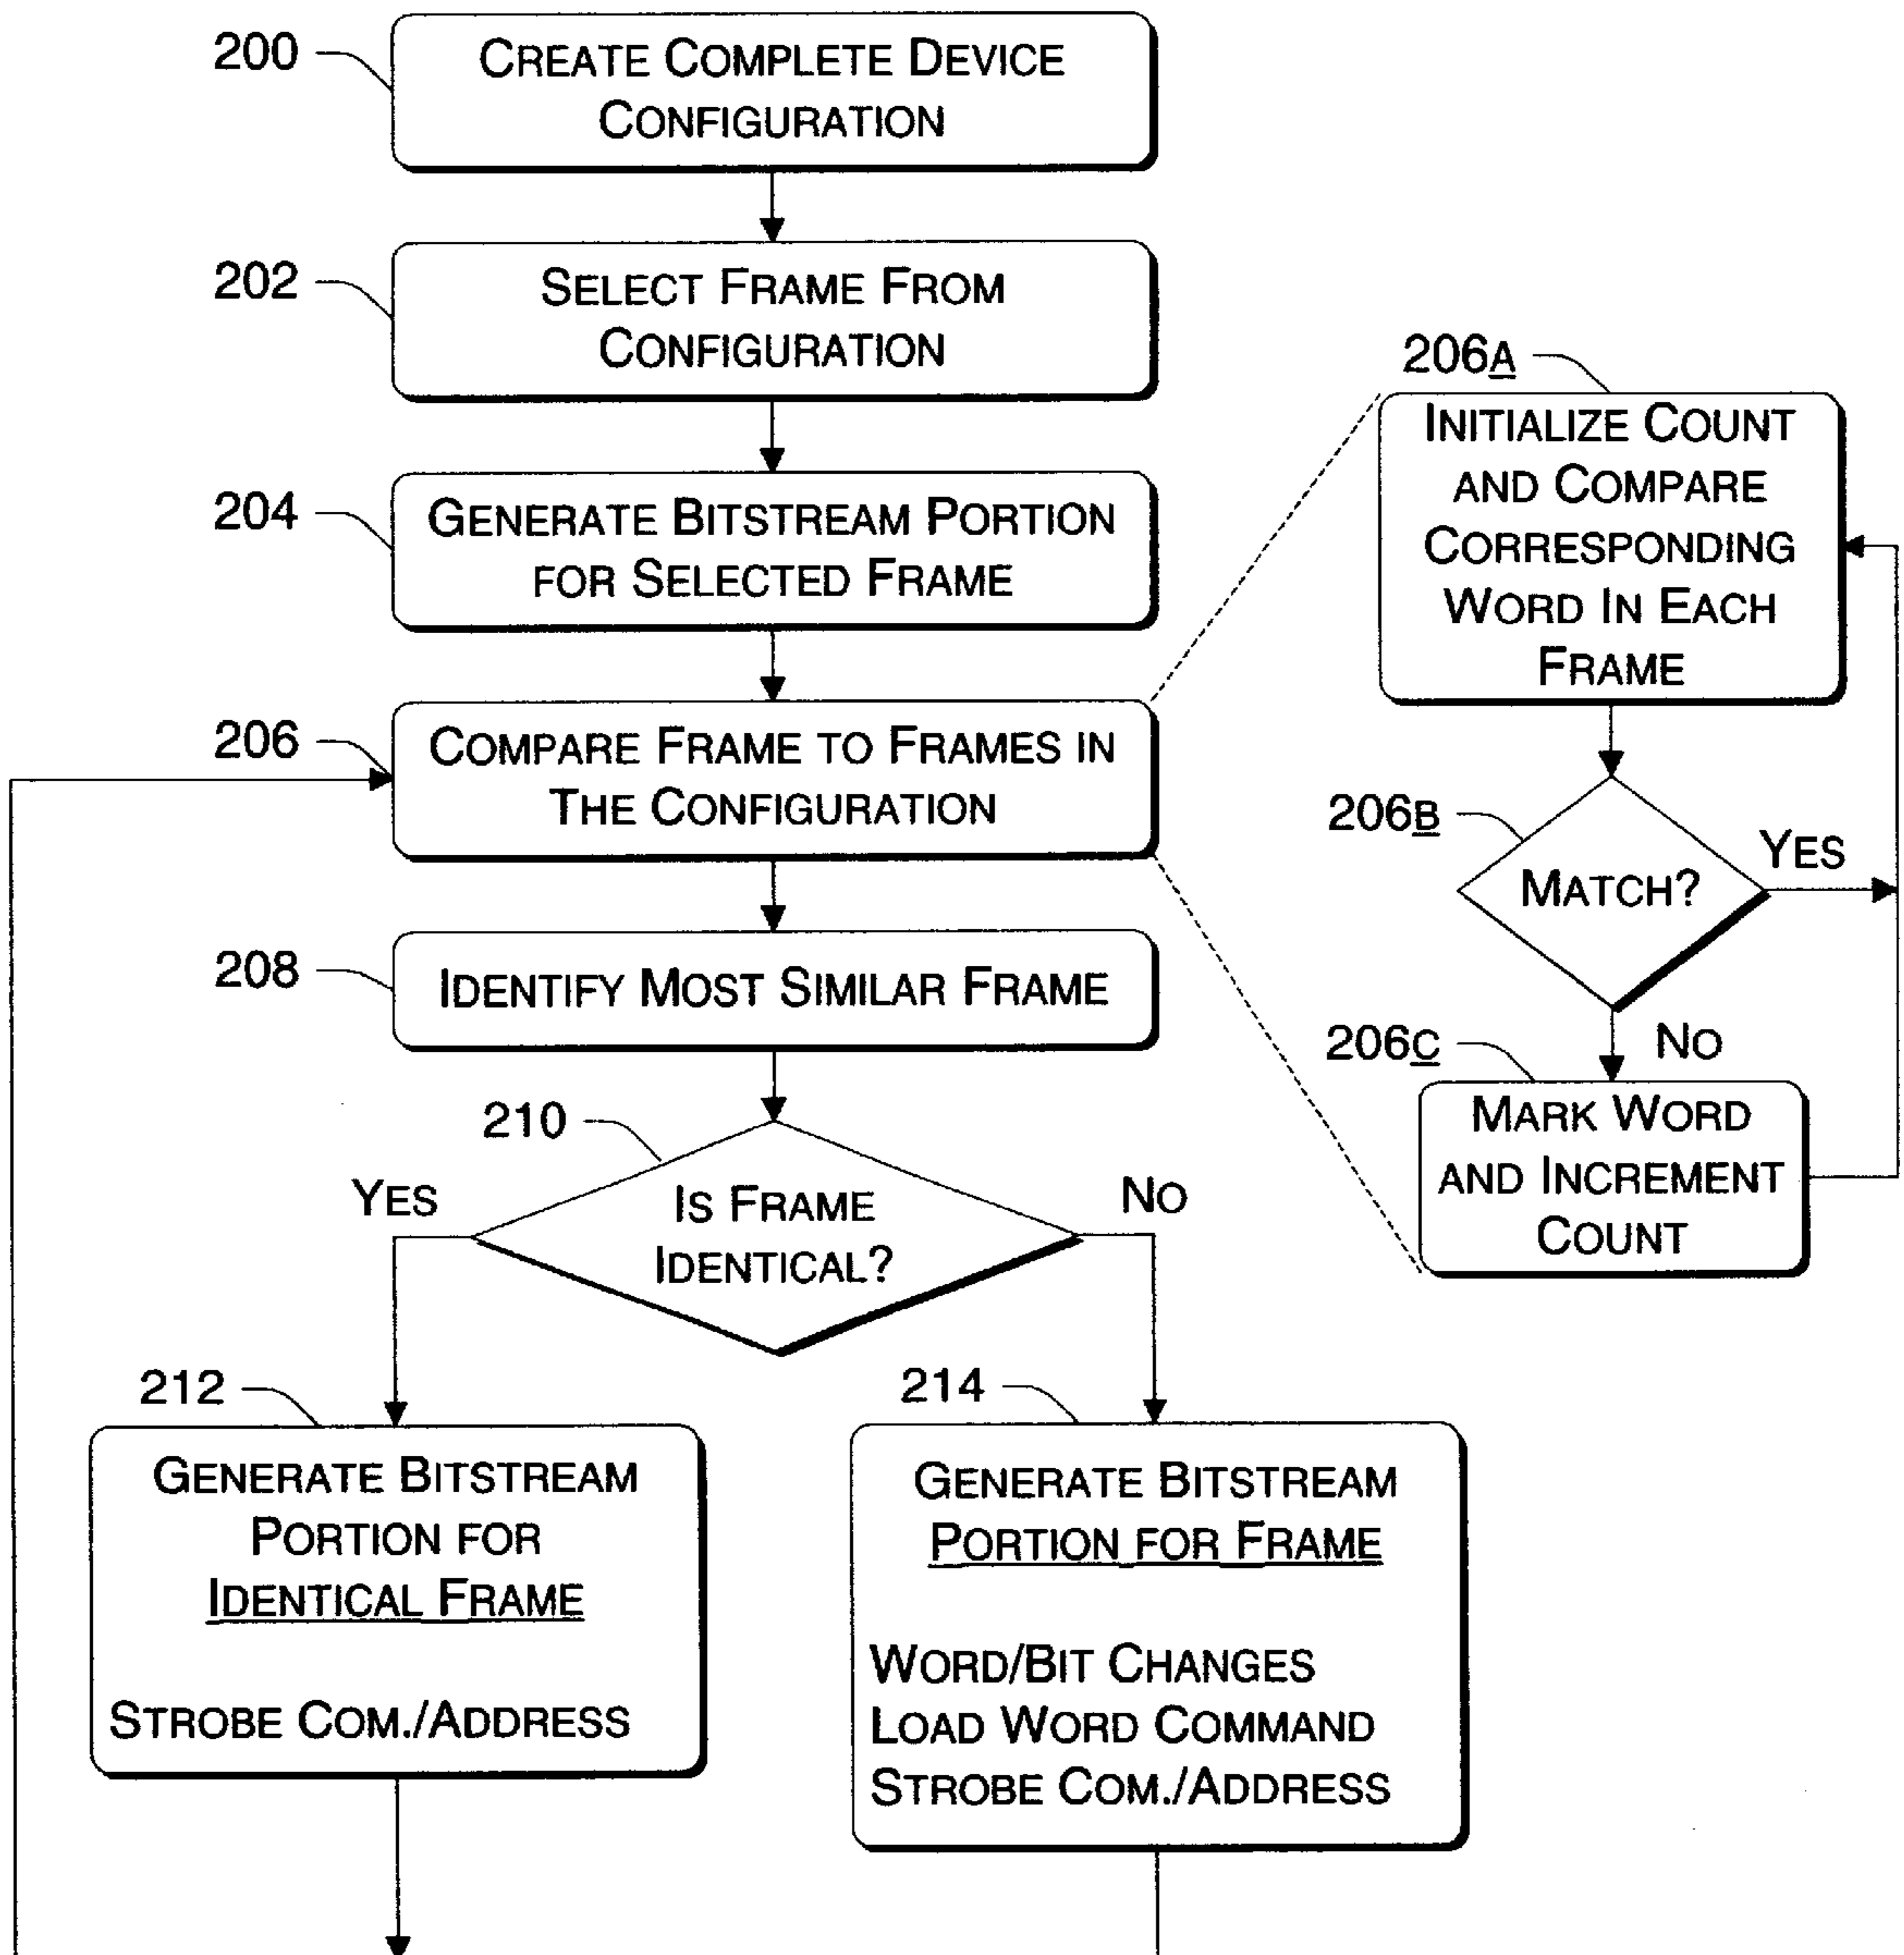 200
CREATE COMPLETE DEVICE
CONFIGURATION
202
SELECT FRAME FROM
CONFIGURATION
204
GENERATE BITSTREAM PORTION
FOR SELECTED FRAME
206
COMPARE FRAME TO FRAMES IN
THE CONFIGURATION
206A
INITIALIZE COUNT
AND COMPARE
CORRESPONDING
WORD IN EACH
FRAME
206B
MATCH?
YES
NO
206C
MARK WORD
AND INCREMENT
COUNT
208
IDENTIFY MOST SIMILAR FRAME
210
IS FRAME
IDENTICAL?
YES
NO
212
GENERATE BITSTREAM
PORTION FOR
IDENTICAL FRAME
STROBE COM./ADDRESS
214
GENERATE BITSTREAM
PORTION FOR FRAME
WORD/BIT CHANGES
LOAD WORD COMMAND
STROBE COM./ADDRESS